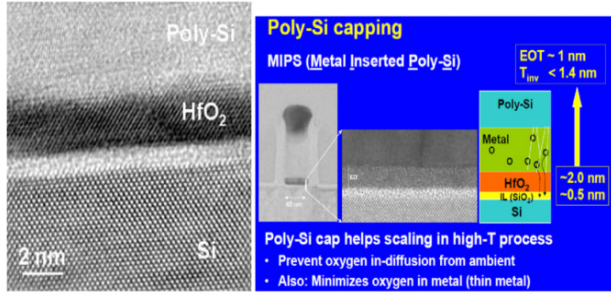 Poly-Si
HfO2
Si
2 nm
Poly-Si capping
MIPS (Metal Inserted Poly-Si)
EOT ~ 1 nm
Tinv < 1.4 nm
Poly-Si
Metal
HfO2
IL (SiO2)
Si
~2.0 nm
~0.5 nm
Poly-Si cap helps scaling in high-T process
• Prevent oxygen in-diffusion from ambient
• Also: Minimizes oxygen in metal (thin metal)